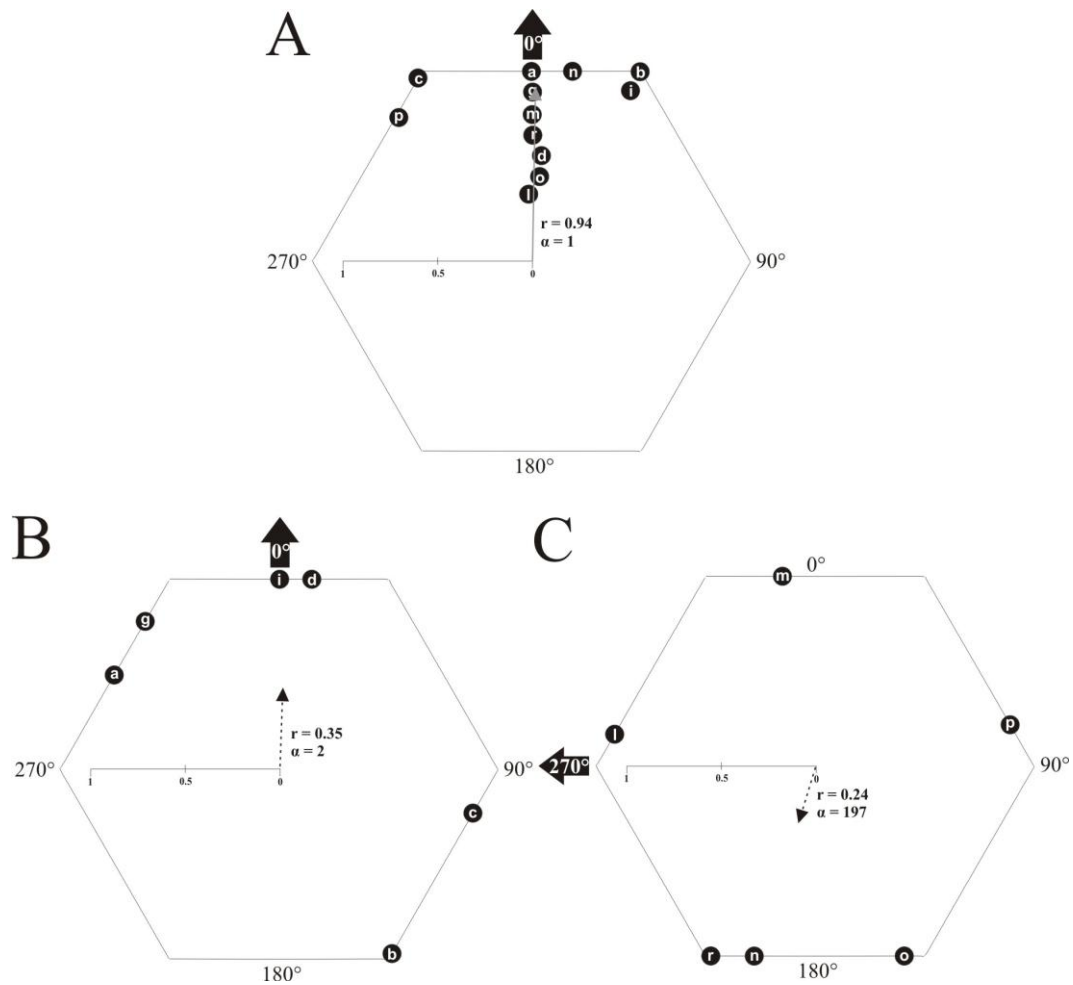 A
0°
c a n b
g i
p m
r
d
o
l
r = 0.94
α = 1
270° 90°
1 0.5 0
180°
B
0°
i d
g
a
r = 0.35
α = 2
270° 90°
1 0.5 0
c
b
180°
C
0°
m
p
l
270° 90°
1 0.5 0
r = 0.24
α = 197
r n o
180°